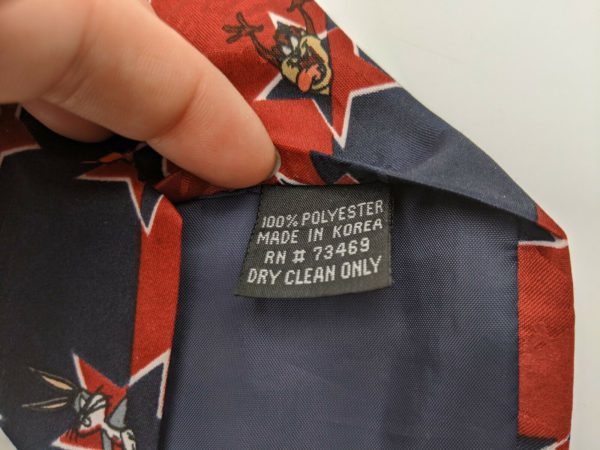 100% POLYESTER
MADE IN KOREA
RN # 73469
DRY CLEAN ONLY